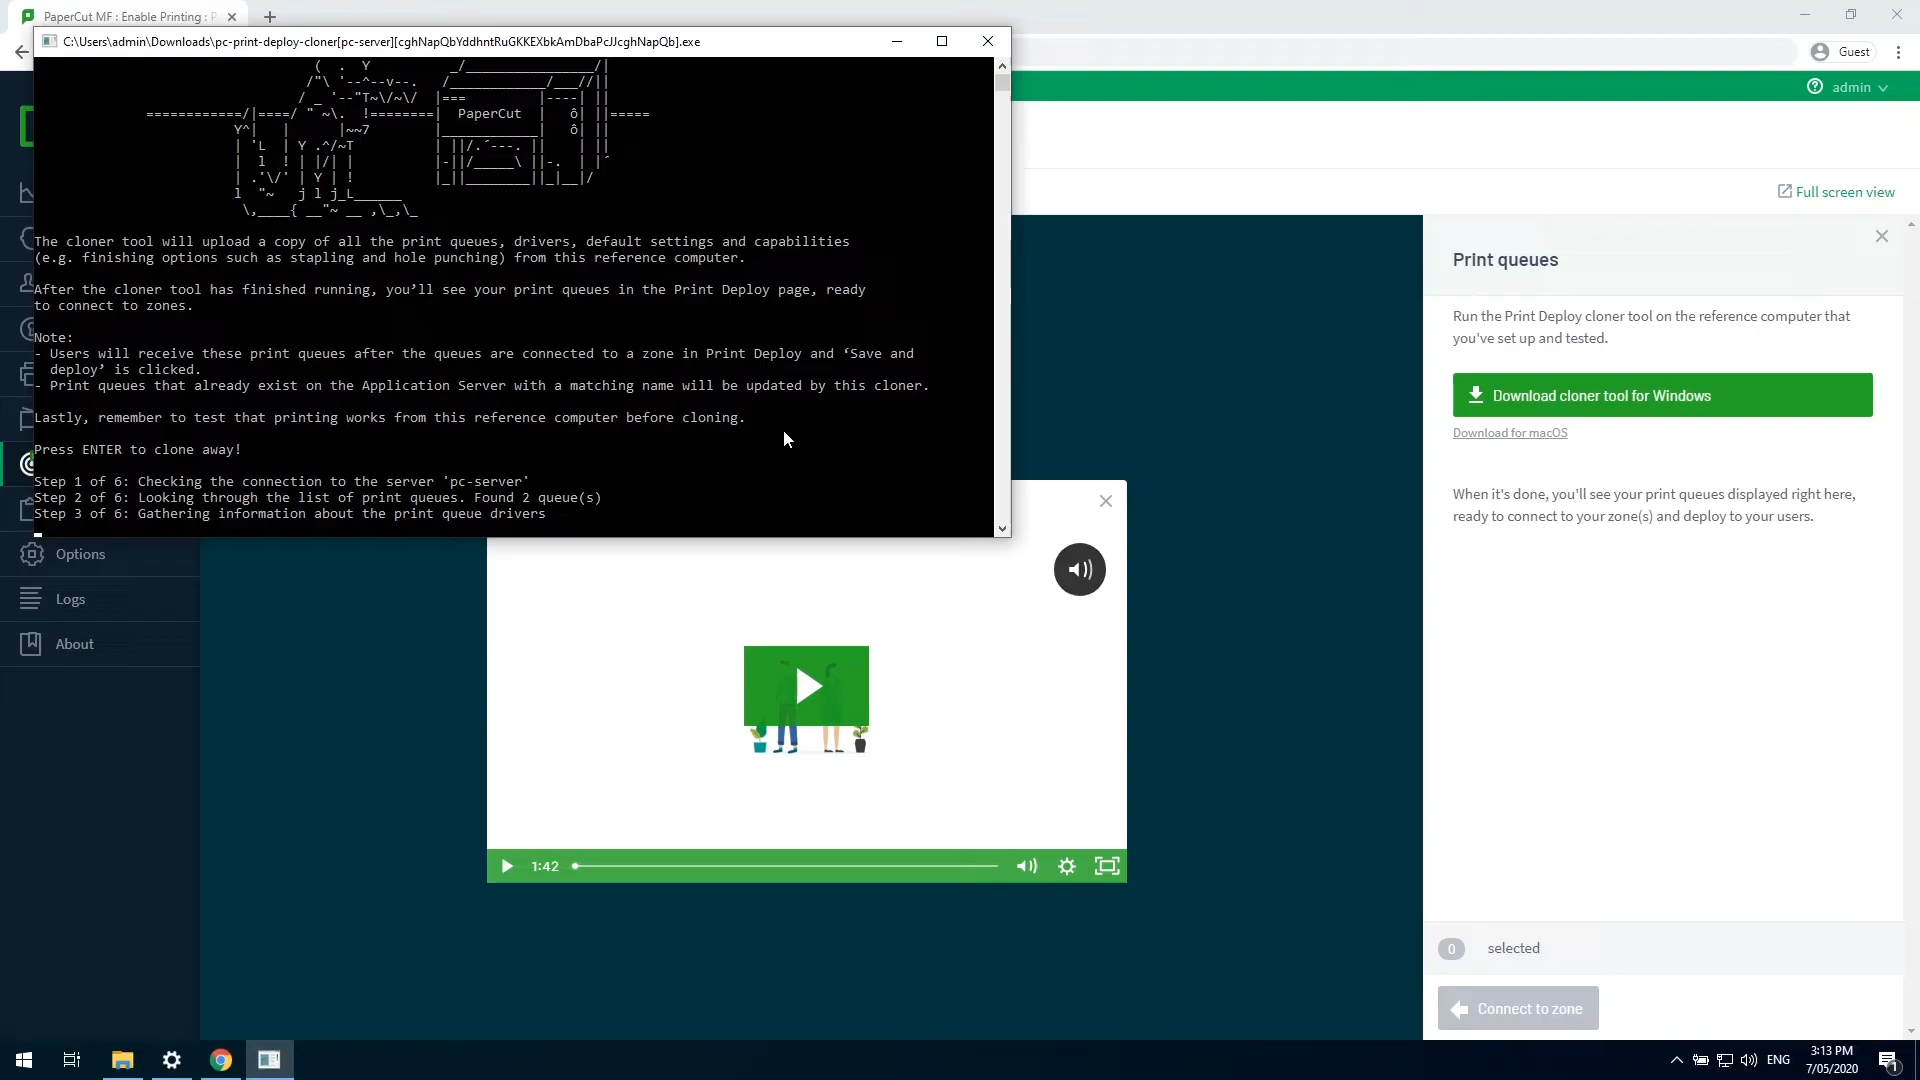 PaperCut MF : Enable Printing :
C:\Users\admin\Downloads\pc-print-deploy-cloner[pc-server][cghNapQbYddhntRuGKKEXbkAmDbaPcJJcghNapQb].exe
Guest
admin
PaperCut
Full screen view
The cloner tool will upload a copy of all the print queues, drivers, default settings and capabilities
(e.g. finishing options such as stapling and hole punching) from this reference computer.
After the cloner tool has finished running, you’ll see your print queues in the Print Deploy page, ready
to connect to zones.
Note:
- Users will receive these print queues after the queues are connected to a zone in Print Deploy and ‘Save and
deploy’ is clicked.
- Print queues that already exist on the Application Server with a matching name will be updated by this cloner.
Lastly, remember to test that printing works from this reference computer before cloning.
Press ENTER to clone away!
Step 1 of 6: Checking the connection to the server 'pc-server'
Step 2 of 6: Looking through the list of print queues. Found 2 queue(s)
Step 3 of 6: Gathering information about the print queue drivers
Options
Logs
About
1:42
Print queues
Run the Print Deploy cloner tool on the reference computer that
you've set up and tested.
Download cloner tool for Windows
Download for macOS
When it's done, you'll see your print queues displayed right here,
ready to connect to your zone(s) and deploy to your users.
0 selected
Connect to zone
ENG
3:13 PM
7/05/2020
1